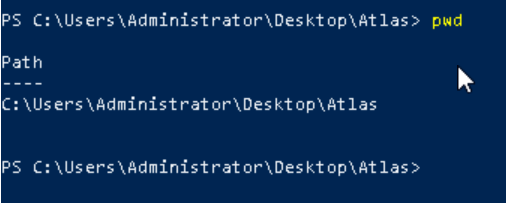 PS C:\Users\Administrator\Desktop\Atlas> pwd
Path
----
C:\Users\Administrator\Desktop\Atlas
PS C:\Users\Administrator\Desktop\Atlas>